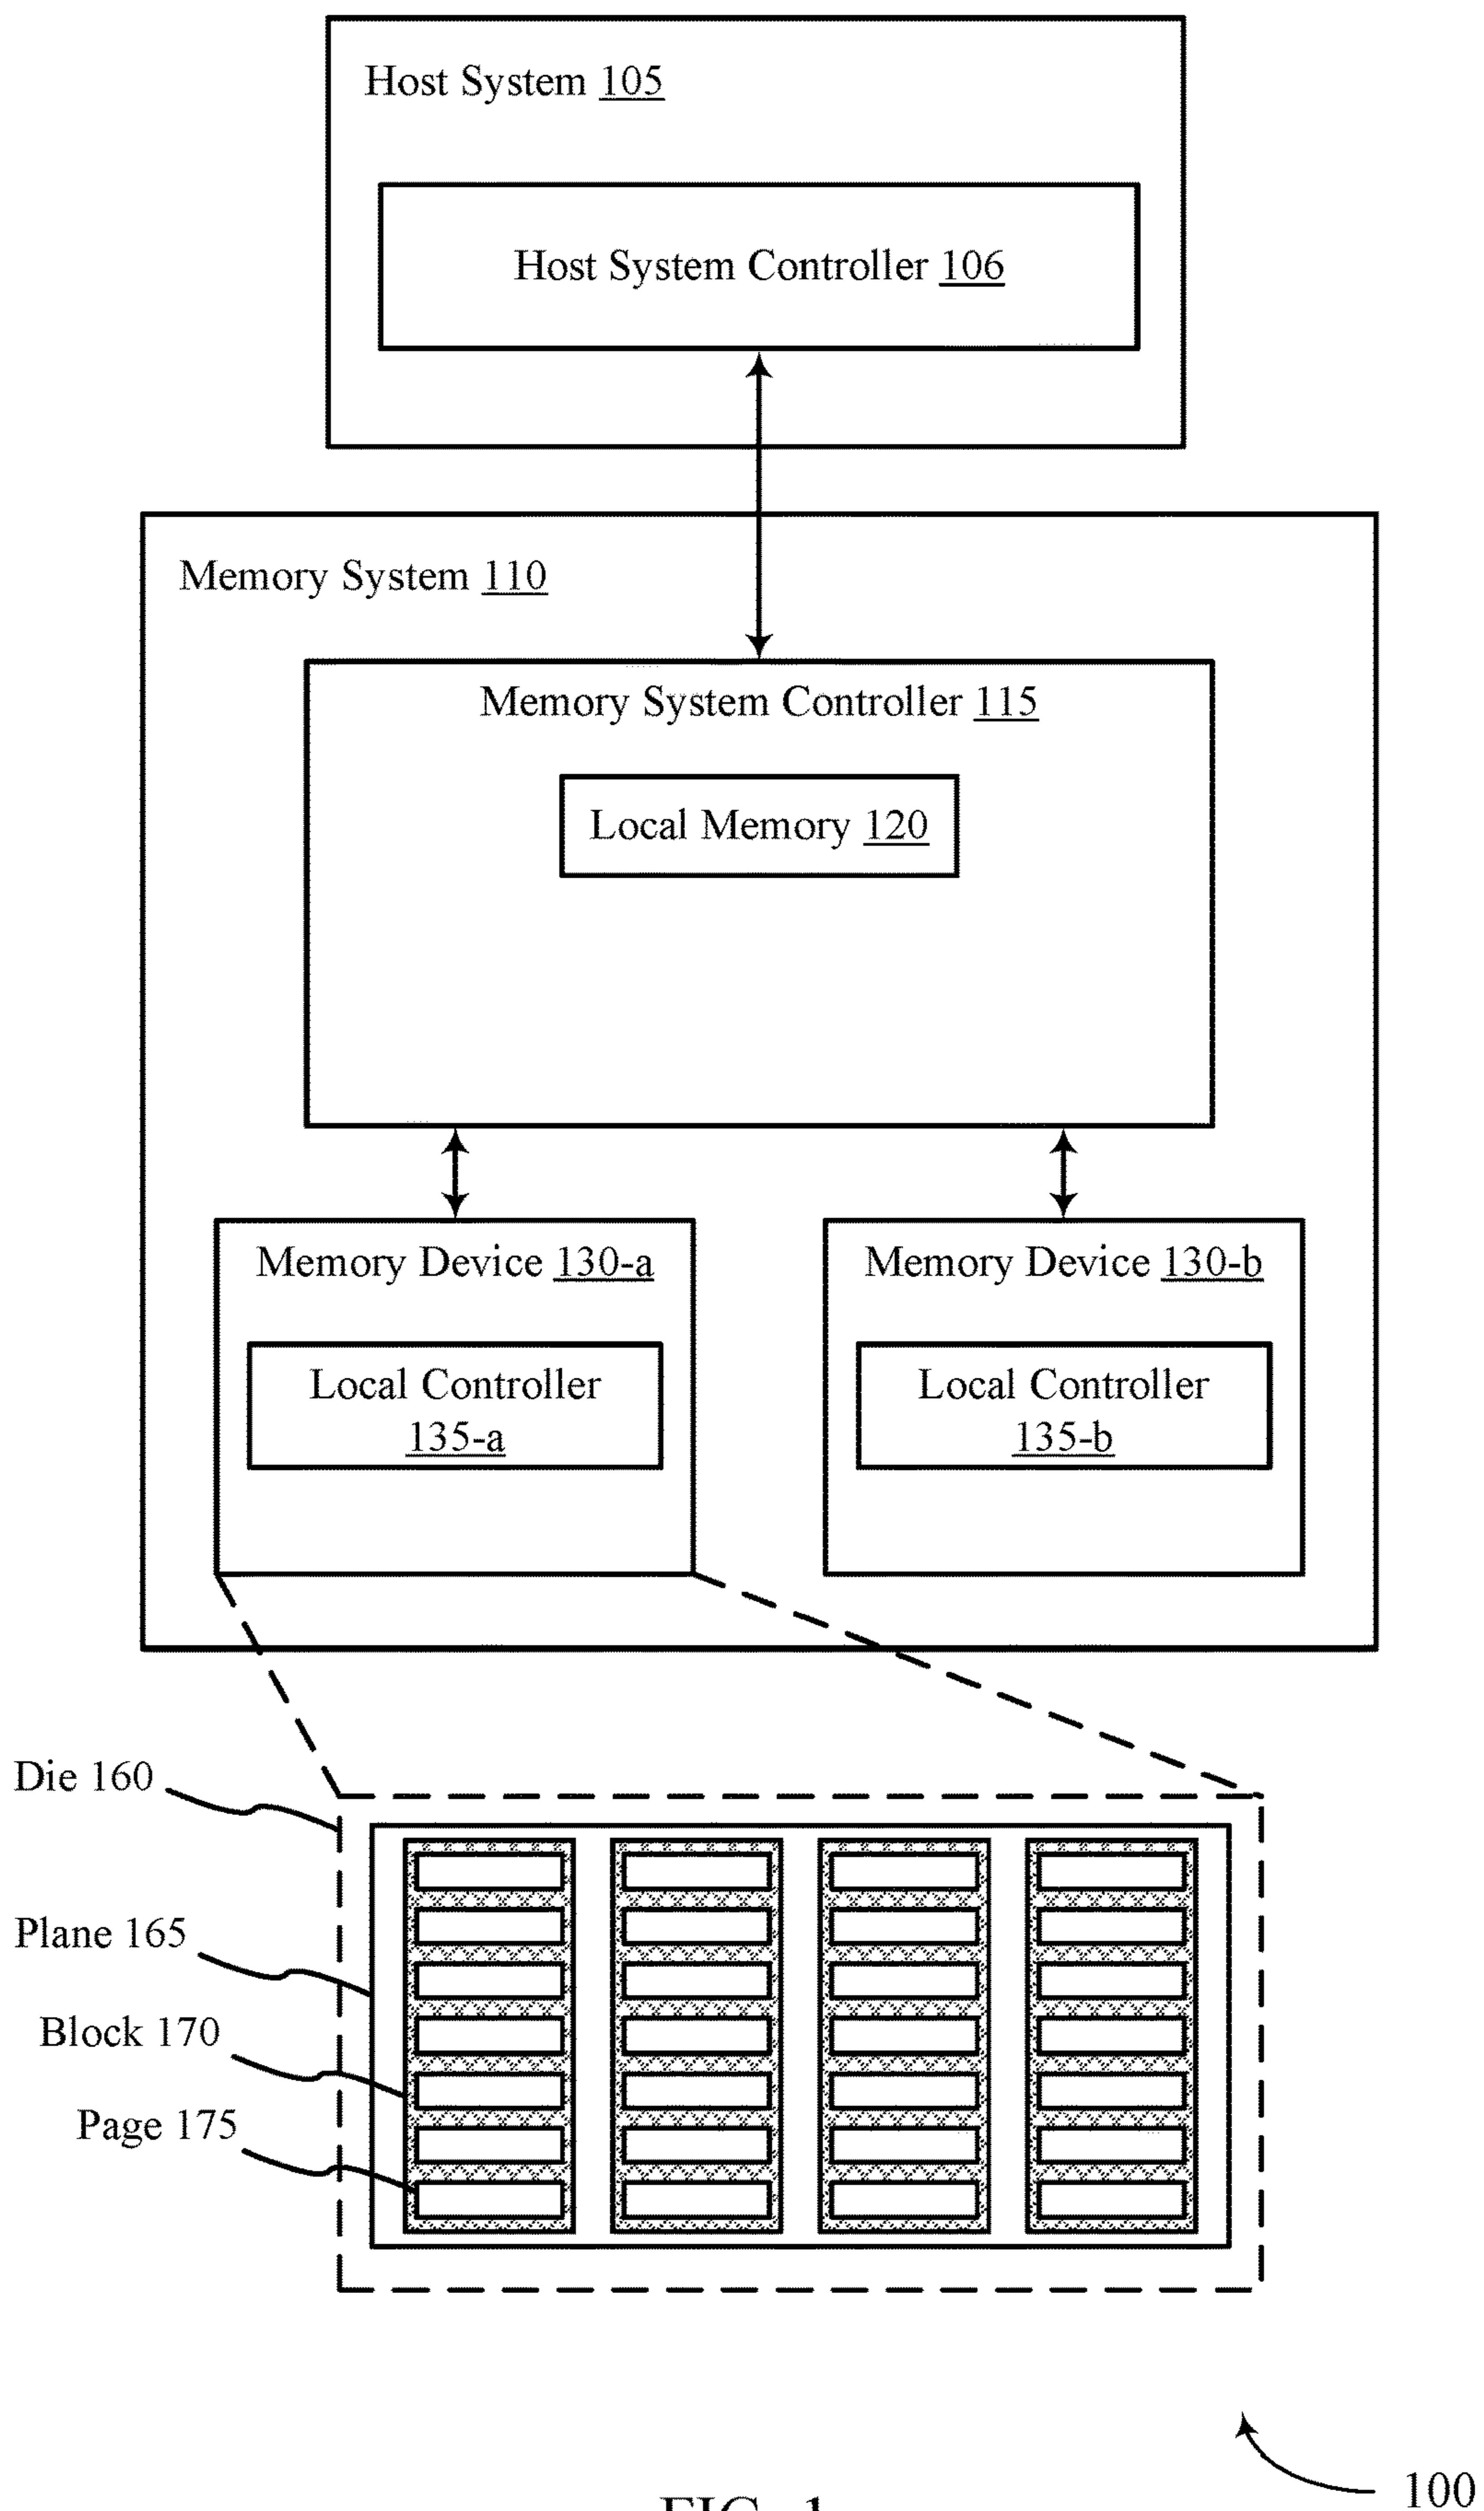 Host System 105
Host System Controller 106
Memory System 110
Memory System Controller 115
Local Memory 120
Memory Device 130-a
Local Controller
135-a
Memory Device 130-b
Local Controller
135-b
Die 160
Plane 165
Block 170
Page 175
100
FIG. 1